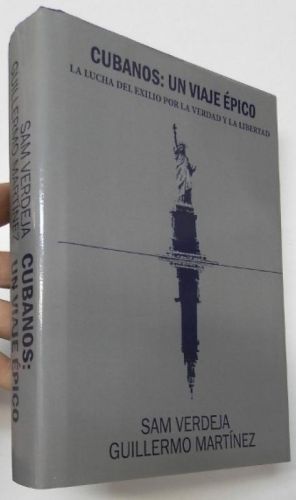 CUBANOS: UN VIAJE ÉPICO
LA LUCHA DEL EXILIO POR LA VERDAD Y LA LIBERTAD
SAM VERDEJA
GUILLERMO MARTÍNEZ
SAM VERDEJA
GUILLERMO MARTÍNEZ
CUBANOS:
UN VIAJE ÉPICO